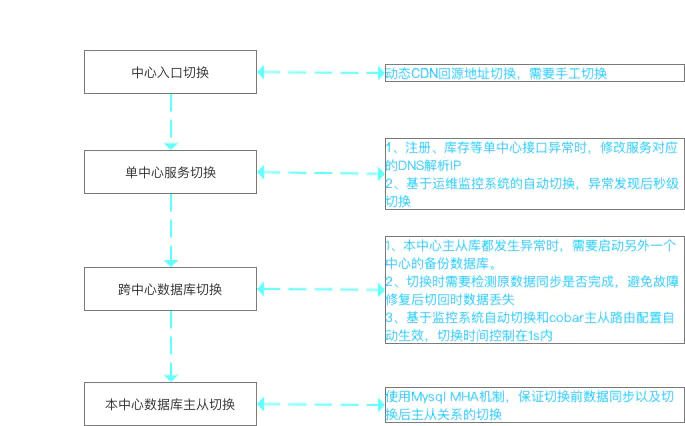 中心入口切换
动态CDN回源地址切换，需要手工切换
单中心服务切换
1、注册、库存等单中心接口异常时，修改服务对应
的DNS解析IP
2、基于运维监控系统的自动切换，异常发现后秒级
切换
跨中心数据库切换
1、本中心主从库都发生异常时，需要启动另外一个
中心的备份数据库。
2、切换时需要检测原数据同步是否完成，避免故障
修复后切回时数据丢失
3、基于监控系统自动切换和cobar主从路由配置自
动生效，切换时间控制在1s内
本中心数据库主从切换
使用Mysql MHA机制，保证切换前数据同步以及切
换后主从关系的切换